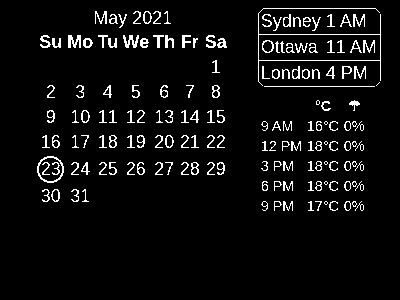 May 2021
Su Mo Tu We Th Fr Sa
1
2 3 4 5 6 7 8
9 10 11 12 13 14 15
16 17 18 19 20 21 22
23 24 25 26 27 28 29
30 31
Sydney 1 AM
Ottawa 11 AM
London 4 PM
°C ☂
9 AM 16°C 0%
12 PM 18°C 0%
3 PM 18°C 0%
6 PM 18°C 0%
9 PM 17°C 0%